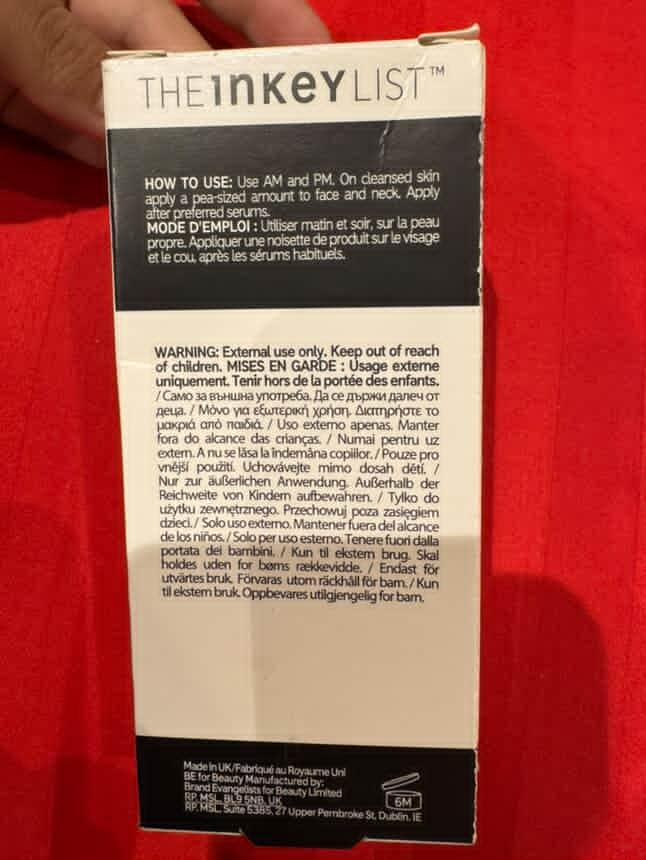 THE INKEY LIST™
HOW TO USE: Use AM and PM. On cleansed skin
apply a pea-sized amount to face and neck. Apply
after preferred serums.
MODE D'EMPLOI : Utiliser matin et soir, sur la peau
propre. Appliquer une noisette de produit sur le visage
et le cou, après les sérums habituels.
WARNING: External use only. Keep out of reach
of children. MISES EN GARDE : Usage externe
uniquement. Tenir hors de la portée des enfants.
/ Само за външна употреба. Да се държи далеч от
деца. / Μόνο για εξωτερική χρήση. Διατηρήστε το
μακριά από παιδιά. / Uso externo apenas. Manter
fora do alcance das crianças. / Numai pentru uz
extern. A nu se lăsa la îndemâna copiilor. / Pouze pro
vnější použití. Uchovávejte mimo dosah dětí. /
Nur zur äußerlichen Anwendung. Außerhalb der
Reichweite von Kindern aufbewahren. / Tylko do
użytku zewnętrznego. Przechowuj poza zasięgiem
dzieci. / Solo uso externo. Mantener fuera del alcance
de los niños. / Solo per uso esterno. Tenere fuori dalla
portata dei bambini. / Kun til ekstern brug. Skal
holdes uden for børns rækkevidde. / Endast för
utvärtes bruk. Förvaras utom räckhåll för barn. / Kun
til ekstern bruk. Oppbevares utilgjengelig for barn.
Made in UK/Fabriqué au Royaume Uni
BE for Beauty Manufactured by:
Brand Evangelists for Beauty Limited
RP. MSL. BL9 5NB. UK
RP. MSL. Suite 5385, 27 Upper Pembroke St, Dublin. IE
6M